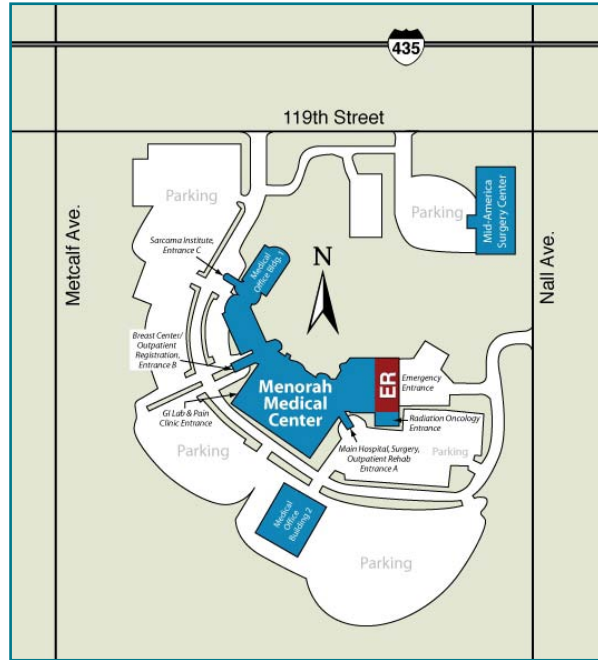 435
119th Street
Metcalf Ave.
Nall Ave.
Parking
Parking
Mid-America
Surgery Center
Sarcama Institute,
Entrance C
Medical
Office Bldg. 1
N
Breast Center/
Outpatient
Registration,
Entrance B
Menorah
Medical
Center
ER
Emergency
Entrance
GI Lab & Pain
Clinic Entrance
Radiation Oncology
Entrance
Main Hospital, Surgery,
Outpatient Rehab
Entrance A
Parking
Parking
Medical
Office
Building 2
Parking